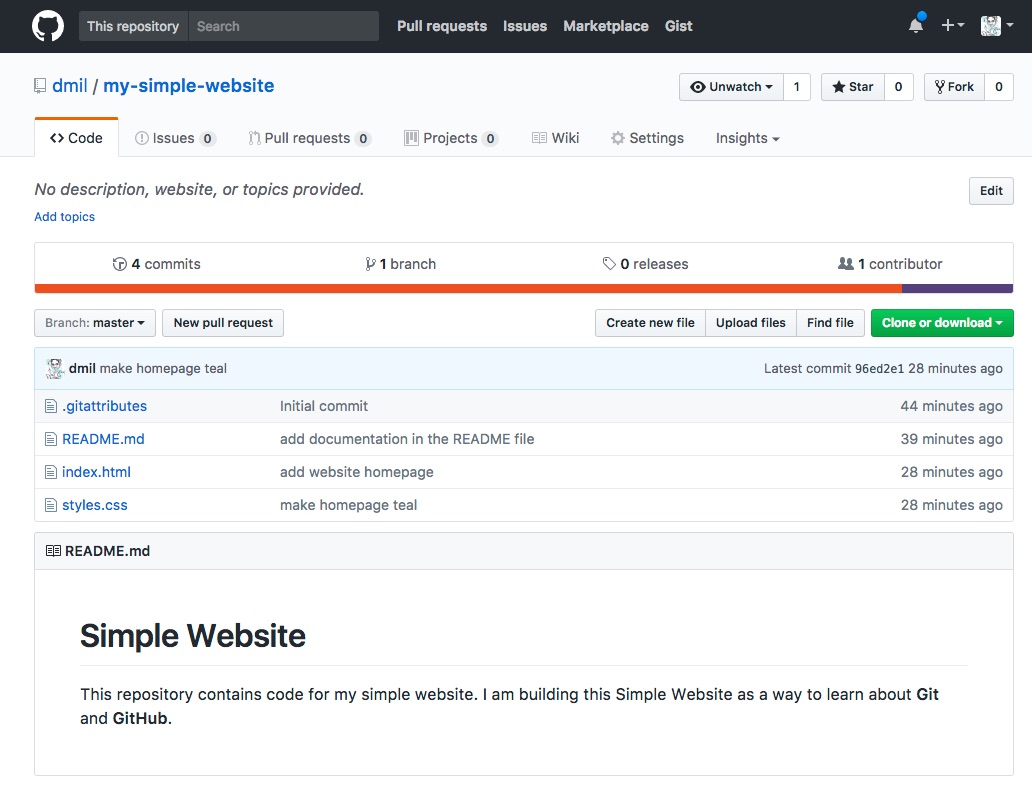 This repository Search Pull requests Issues Marketplace Gist
dmil / my-simple-website Unwatch 1 Star 0 Fork 0
Code Issues 0 Pull requests 0 Projects 0 Wiki Settings Insights
No description, website, or topics provided. Edit
Add topics
4 commits 1 branch 0 releases 1 contributor
Branch: master New pull request Create new file Upload files Find file Clone or download
dmil make homepage teal Latest commit 96ed2e1 28 minutes ago
.gitattributes Initial commit 44 minutes ago
README.md add documentation in the README file 39 minutes ago
index.html add website homepage 28 minutes ago
styles.css make homepage teal 28 minutes ago
README.md
Simple Website
This repository contains code for my simple website. I am building this Simple Website as a way to learn about Git
and GitHub.